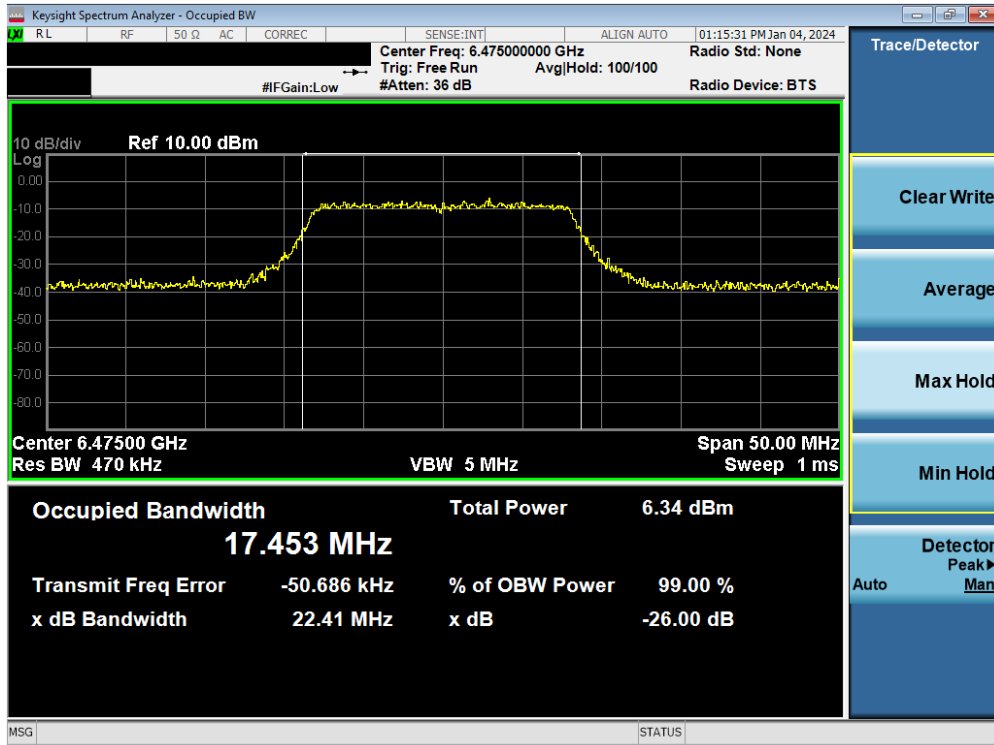 Keysight Spectrum Analyzer - Occupied BW
LXI RL RF 50 Ω AC CORREC SENSE:INT ALIGN AUTO 01:15:31 PM Jan 04, 2024
Center Freq: 6.475000000 GHz Radio Std: None
Trig: Free Run Avg|Hold: 100/100
#IFGain:Low #Atten: 36 dB Radio Device: BTS
10 dB/div Ref 10.00 dBm
Log
0.00
-10.0
-20.0
-30.0
-40.0
-50.0
-60.0
-70.0
-80.0
Center 6.47500 GHz Span 50.00 MHz
Res BW 470 kHz VBW 5 MHz Sweep 1 ms
Occupied Bandwidth Total Power 6.34 dBm
17.453 MHz
Transmit Freq Error -50.686 kHz % of OBW Power 99.00 %
x dB Bandwidth 22.41 MHz x dB -26.00 dB
MSG STATUS
Trace/Detector
Clear Write
Average
Max Hold
Min Hold
Detector
Peak▶
Auto Man